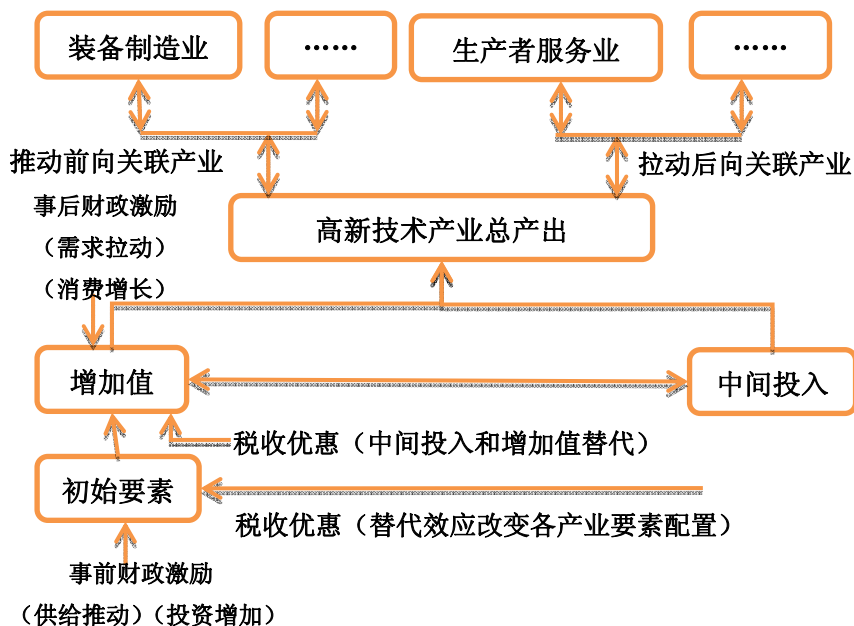 装备制造业
……
生产者服务业
……
推动前向关联产业
拉动后向关联产业
事后财政激励
（需求拉动）
（消费增长）
高新技术产业总产出
增加值
中间投入
税收优惠（中间投入和增加值替代）
初始要素
税收优惠（替代效应改变各产业要素配置）
事前财政激励
（供给推动）（投资增加）